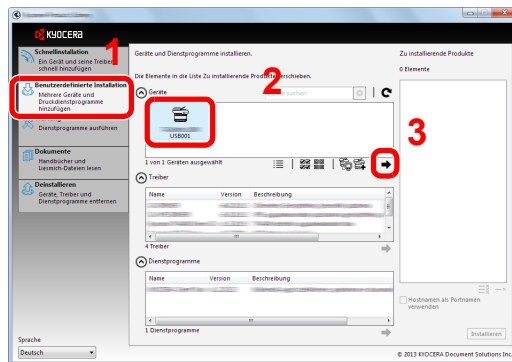 KYOCERA
1
Schnellinstallation
Ein Gerät und seine Treiber
schnell hinzufügen
Benutzerdefinierte Installation
Mehrere Geräte und
Druckdienstprogramme
hinzufügen
Dienstprogramme ausführen
Dokumente
Handbücher und
Liesmich-Dateien lesen
Deinstallieren
Geräte, Treiber und
Dienstprogramme entfernen
Sprache
Deutsch
Geräte und Dienstprogramme installieren.
Die Elemente in die Liste Zu installierende Produkte verschieben.
2
Geräte
suchen
USB001
3
1 von 1 Geräten ausgewählt
Treiber
Name Version Beschreibung
4 Treiber
Dienstprogramme
Name Version Beschreibung
1 Dienstprogramme
Zu installierende Produkte
0 Elemente
Hostnamen als Portnamen
verwenden
Installieren
© 2013 KYOCERA Document Solutions Inc.